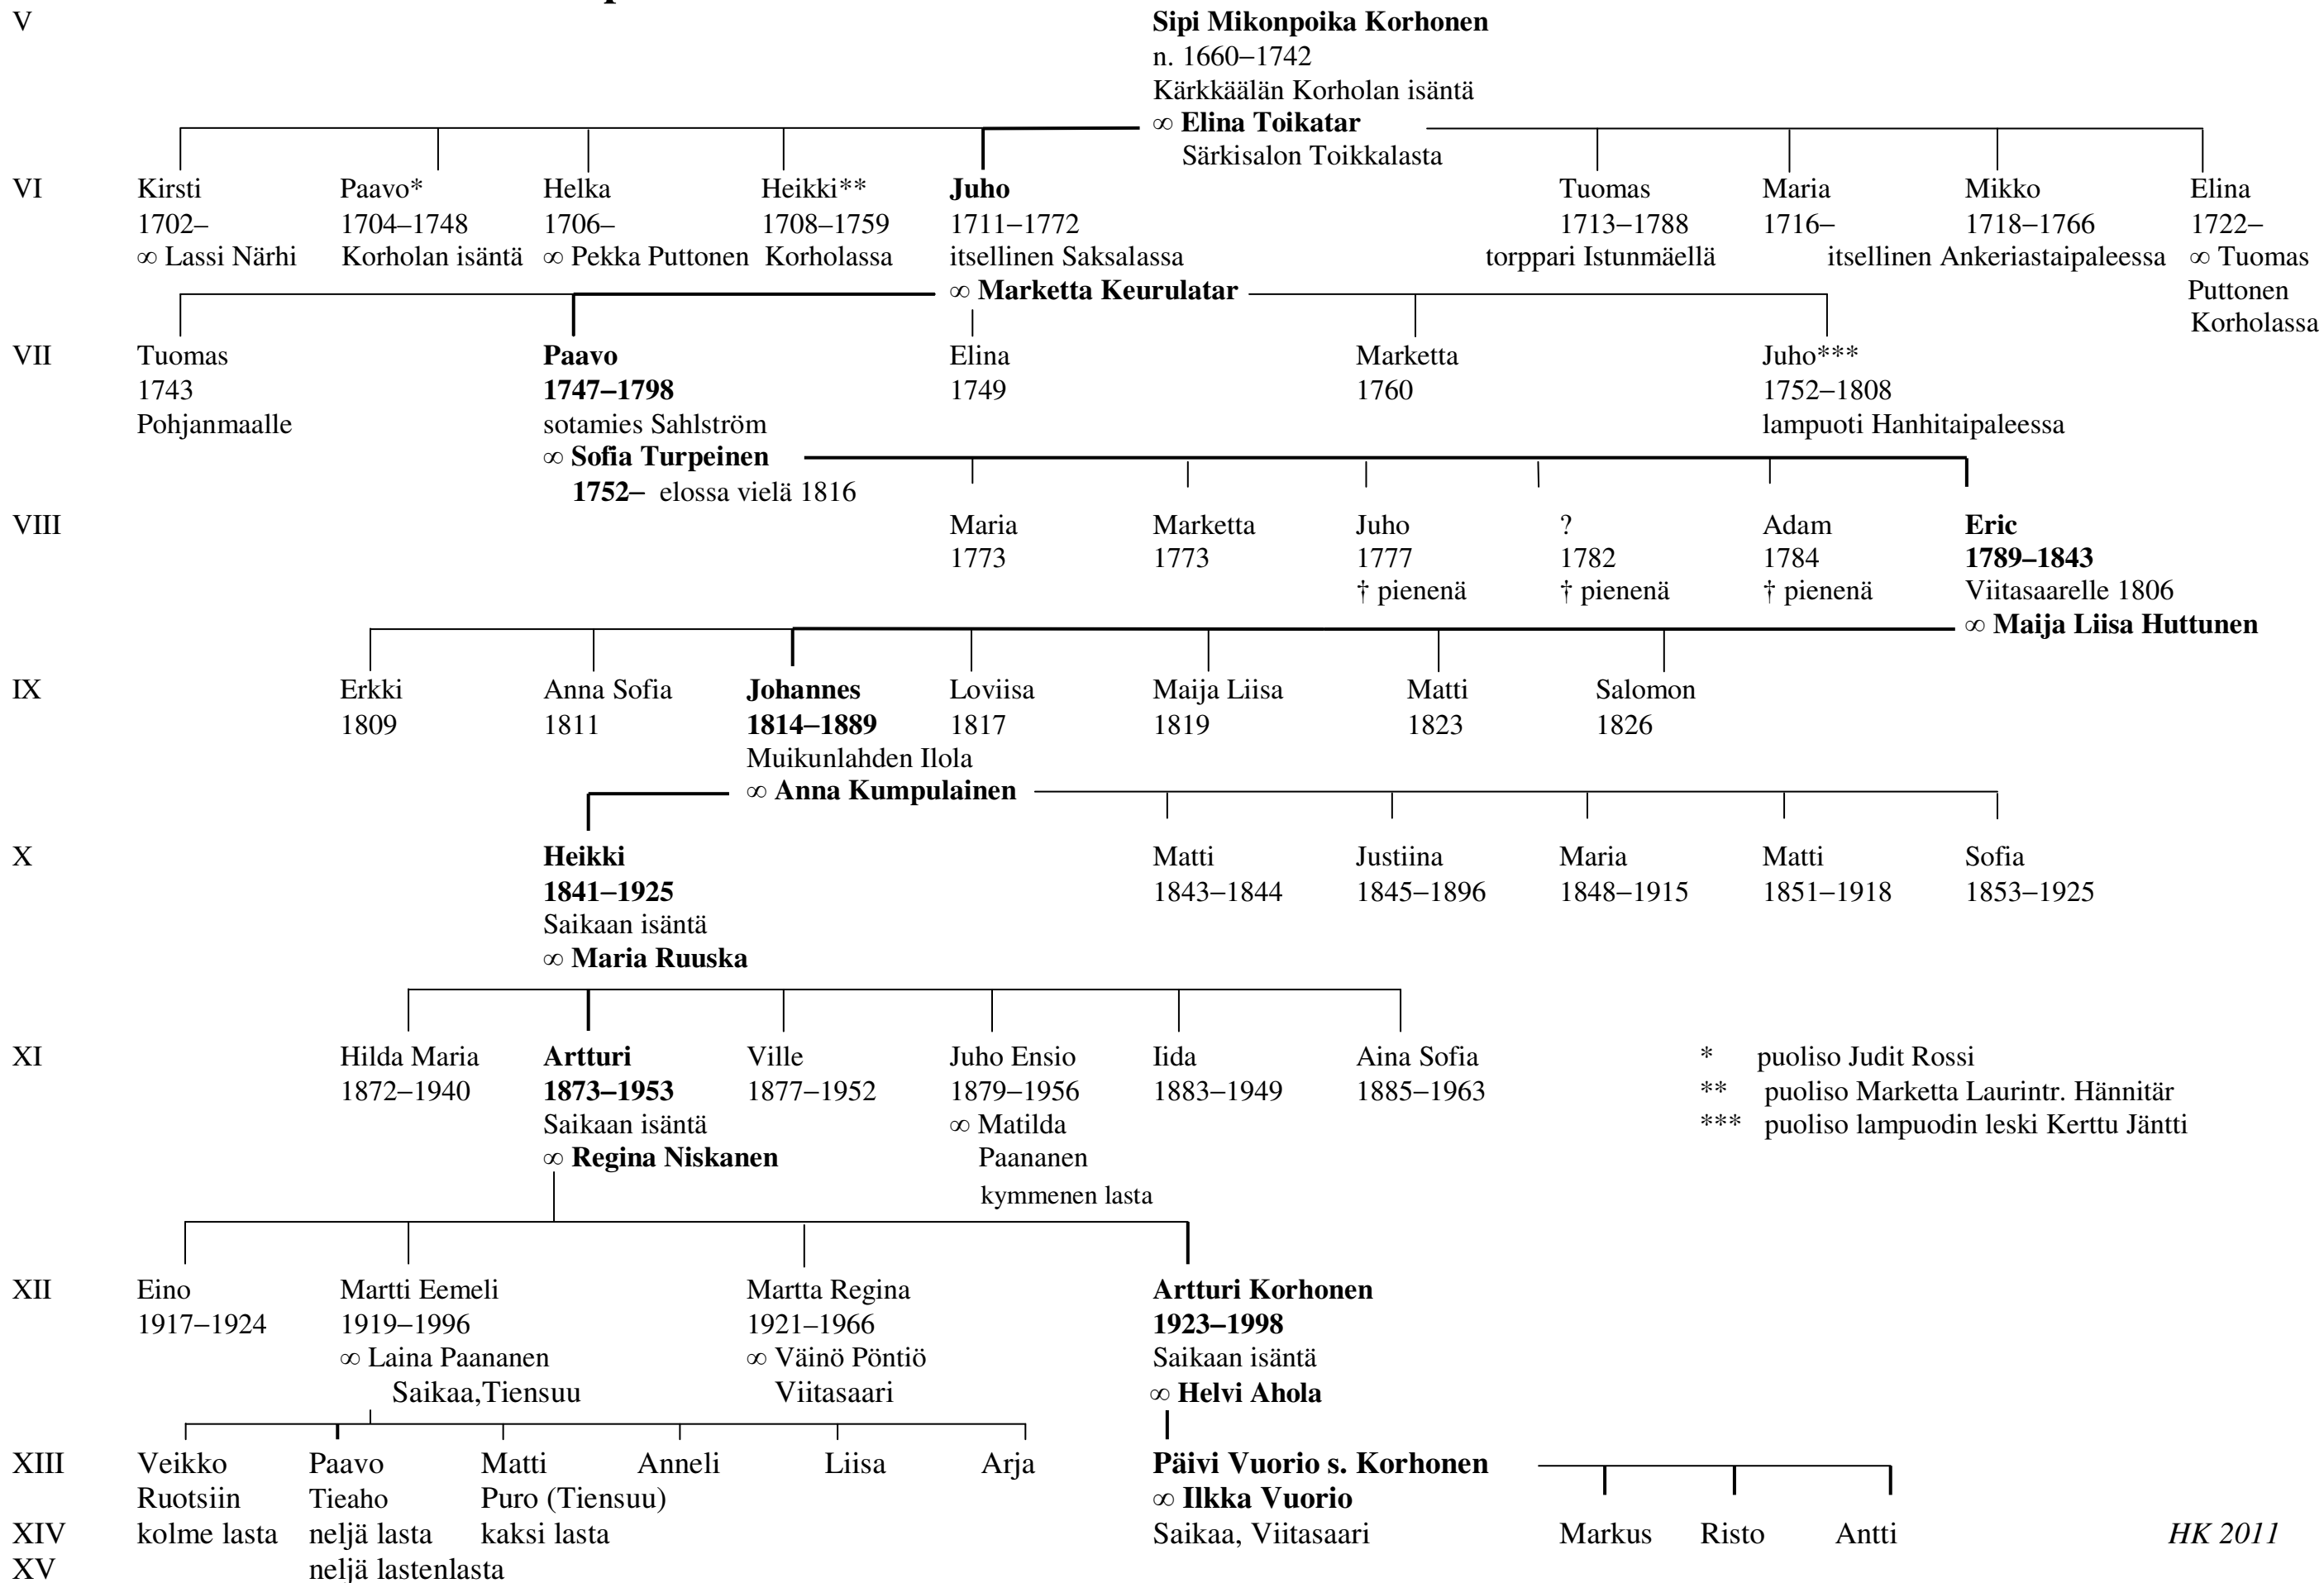 V Sipi Mikonpoika Korhonen
n. 1660–1742
Kärkkäälän Korholan isäntä
∞ Elina Toikatar
Särkisalon Toikkalasta
VI Kirsti Paavo* Helka Heikki** Juho Tuomas Maria Mikko Elina
1702– 1704–1748 1706– 1708–1759 1711–1772 1713–1788 1716– 1718–1766 1722–
∞ Lassi Närhi Korholan isäntä ∞ Pekka Puttonen Korholassa itsellinen Saksalassa torppari Istunmäellä itsellinen Ankeriastaipaleessa ∞ Tuomas
∞ Marketta Keurulatar Puttonen
Korholassa
VII Tuomas Paavo Elina Marketta Juho***
1743 1747–1798 1749 1760 1752–1808
Pohjanmaalle sotamies Sahlström lampuoti Hanhitaipaleessa
∞ Sofia Turpeinen
1752– elossa vielä 1816
VIII Maria Marketta Juho ? Adam Eric
1773 1773 1777 1782 1784 1789–1843
† pienenä † pienenä † pienenä Viitasaarelle 1806
∞ Maija Liisa Huttunen
IX Erkki Anna Sofia Johannes Loviisa Maija Liisa Matti Salomon
1809 1811 1814–1889 1817 1819 1823 1826
Muikunlahden Ilola
∞ Anna Kumpulainen
X Heikki Matti Justiina Maria Matti Sofia
1841–1925 1843–1844 1845–1896 1848–1915 1851–1918 1853–1925
Saikaan isäntä
∞ Maria Ruuska
XI Hilda Maria Artturi Ville Juho Ensio Iida Aina Sofia * puoliso Judit Rossi
1872–1940 1873–1953 1877–1952 1879–1956 1883–1949 1885–1963 ** puoliso Marketta Laurintr. Hännitär
Saikaan isäntä ∞ Matilda *** puoliso lampuodin leski Kerttu Jäntti
∞ Regina Niskanen Paananen
kymmenen lasta
XII Eino Martti Eemeli Martta Regina Artturi Korhonen
1917–1924 1919–1996 1921–1966 1923–1998
∞ Laina Paananen ∞ Väinö Pöntiö Saikaan isäntä
Saikaa,Tiensuu Viitasaari ∞ Helvi Ahola
XIII Veikko Paavo Matti Anneli Liisa Arja Päivi Vuorio s. Korhonen
Ruotsiin Tieaho Puro (Tiensuu) ∞ Ilkka Vuorio
XIV kolme lasta neljä lasta kaksi lasta Saikaa, Viitasaari Markus Risto Antti HK 2011
XV neljä lastenlasta